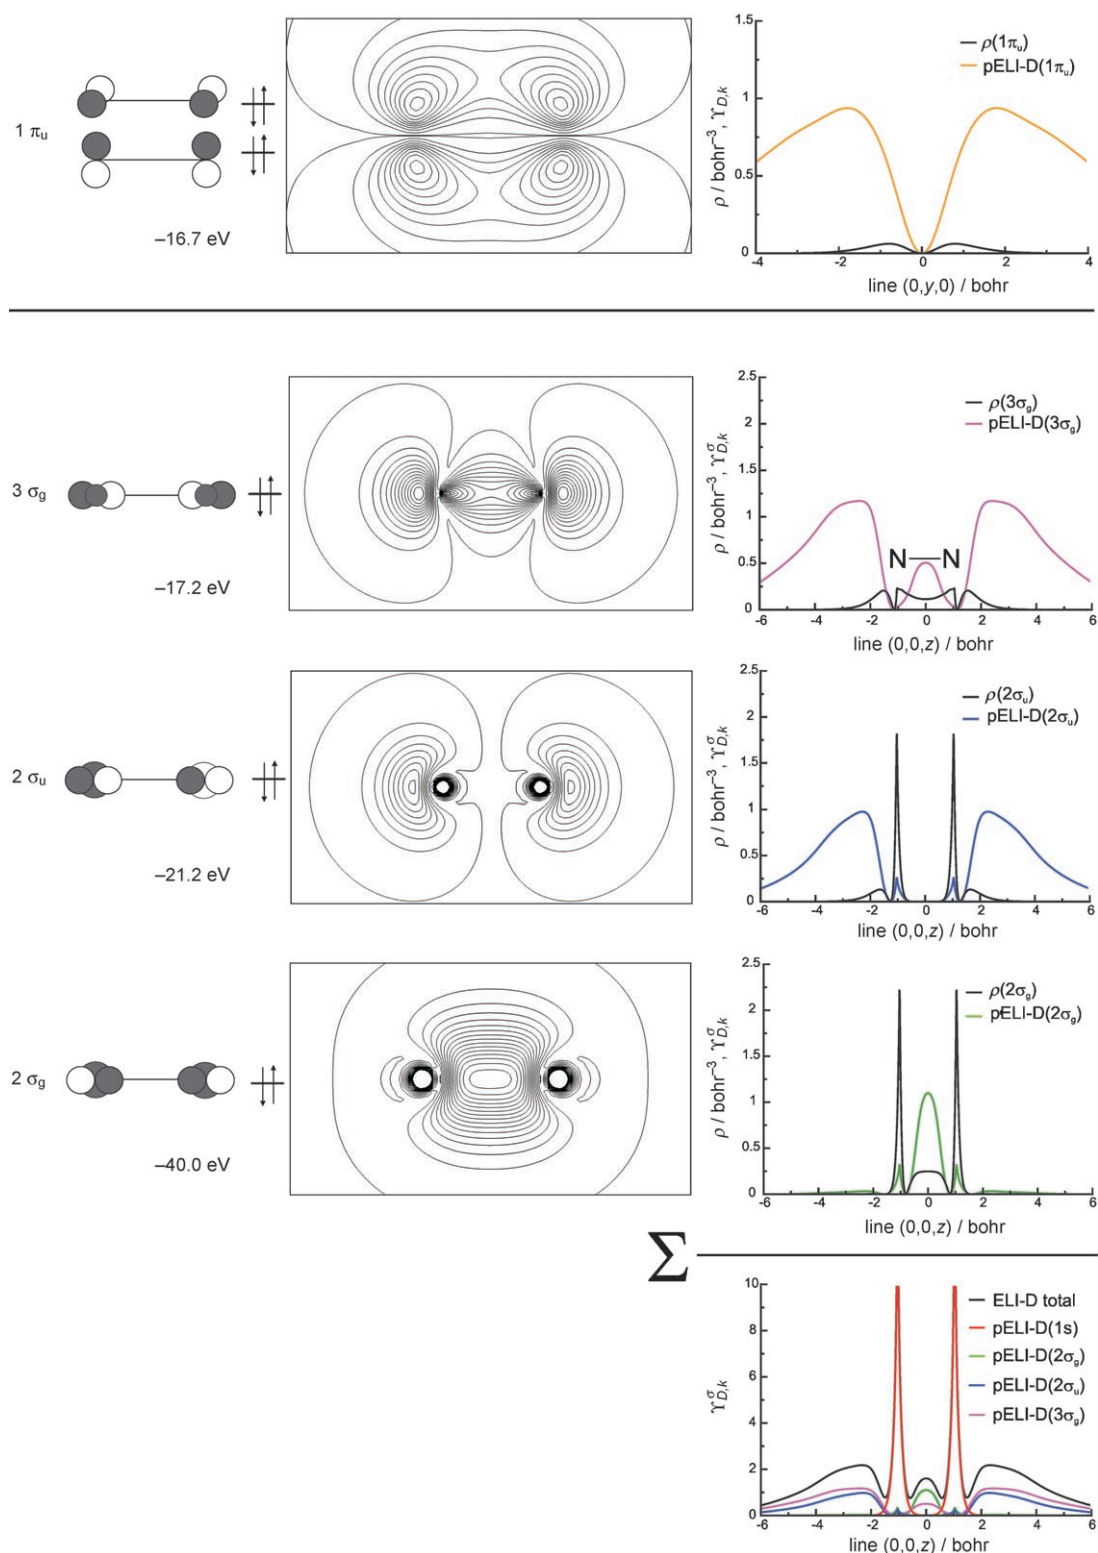 ρ(1πu)
pELI-D(1πu)
1 πu
–16.7 eV
ρ / bohr⁻³, ϒD,k
1.5
1
0.5
0
-4
-2
0
2
4
line (0,y,0) / bohr
ρ(3σg)
pELI-D(3σg)
3 σg
–17.2 eV
ρ / bohr⁻³, ϒσD,k
2.5
2
1.5
1
0.5
0
N—N
-6
-4
-2
0
2
4
6
line (0,0,z) / bohr
ρ(2σu)
pELI-D(2σu)
2 σu
–21.2 eV
ρ / bohr⁻³, ϒσD,k
2.5
2
1.5
1
0.5
0
-6
-4
-2
0
2
4
6
line (0,0,z) / bohr
ρ(2σg)
pELI-D(2σg)
2 σg
–40.0 eV
ρ / bohr⁻³, ϒσD,k
2.5
2
1.5
1
0.5
0
-6
-4
-2
0
2
4
6
line (0,0,z) / bohr
Σ
ELI-D total
pELI-D(1s)
pELI-D(2σg)
pELI-D(2σu)
pELI-D(3σg)
ϒσD,k
10
8
6
4
2
0
-6
-4
-2
0
2
4
6
line (0,0,z) / bohr